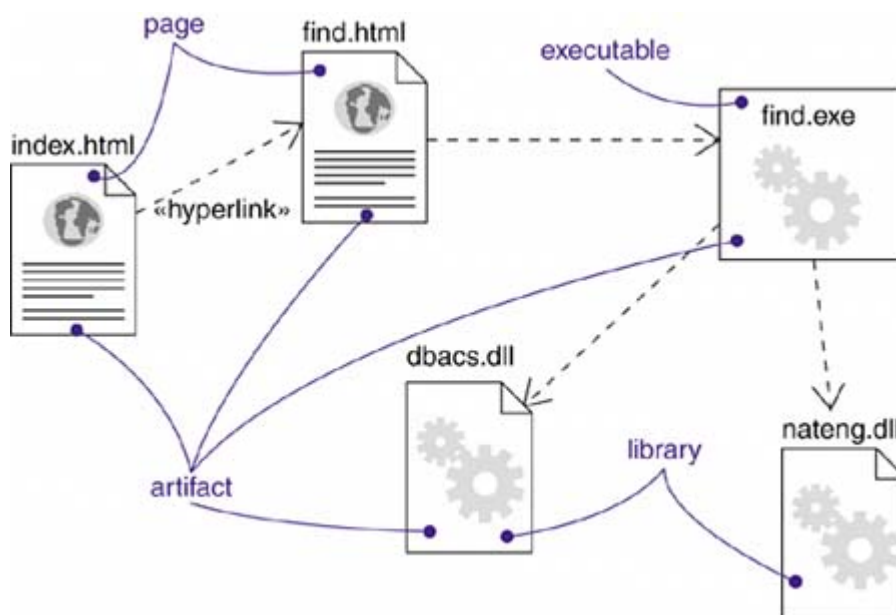 page
find.html
executable
find.exe
index.html
«hyperlink»
dbacs.dll
nateng.dll
library
artifact